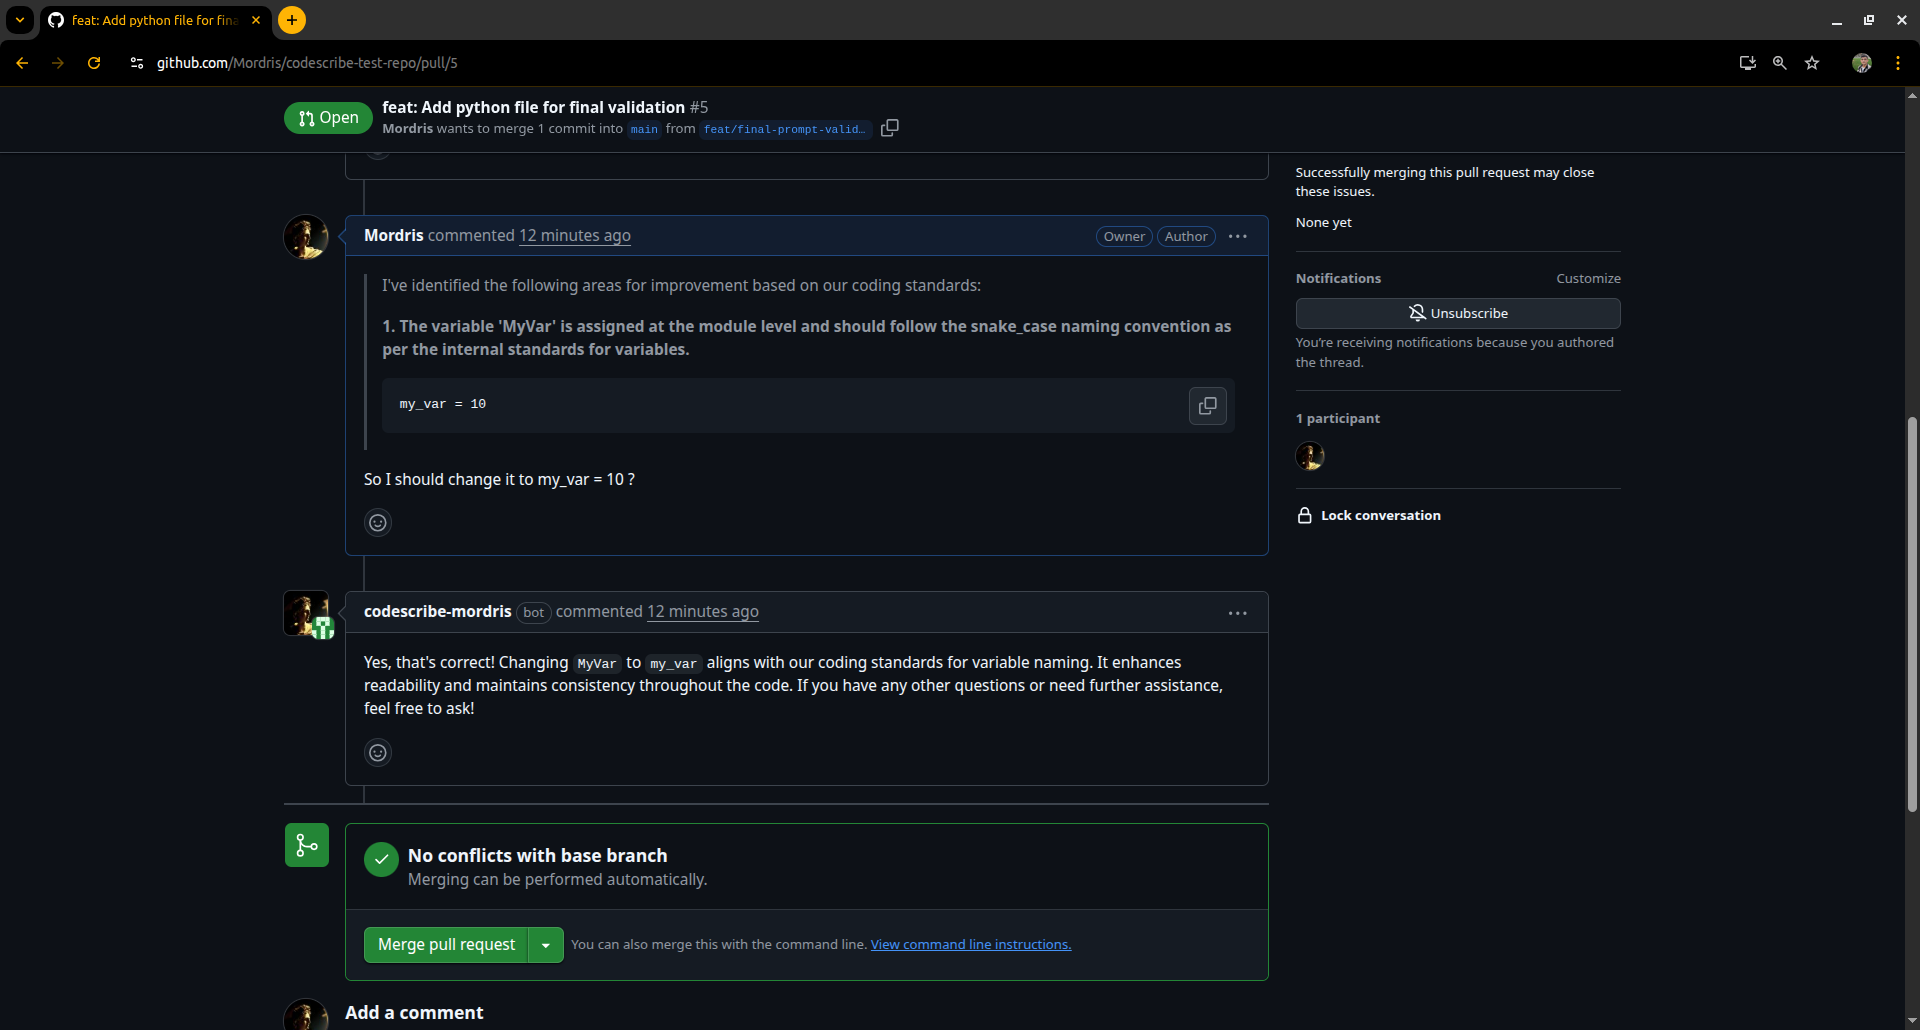 feat: Add python file for fina
github.com/Mordris/codescribe-test-repo/pull/5
Open
feat: Add python file for final validation #5
Mordris wants to merge 1 commit into main from feat/final-prompt-valid…
Mordris commented 12 minutes ago
Owner
Author
I've identified the following areas for improvement based on our coding standards:
1. The variable 'MyVar' is assigned at the module level and should follow the snake_case naming convention as
per the internal standards for variables.
my_var = 10
So I should change it to my_var = 10 ?
codescribe-mordris bot commented 12 minutes ago
Yes, that's correct! Changing MyVar to my_var aligns with our coding standards for variable naming. It enhances
readability and maintains consistency throughout the code. If you have any other questions or need further assistance,
feel free to ask!
No conflicts with base branch
Merging can be performed automatically.
Merge pull request
You can also merge this with the command line. View command line instructions.
Add a comment
Successfully merging this pull request may close
these issues.
None yet
Notifications
Customize
Unsubscribe
You're receiving notifications because you authored
the thread.
1 participant
Lock conversation